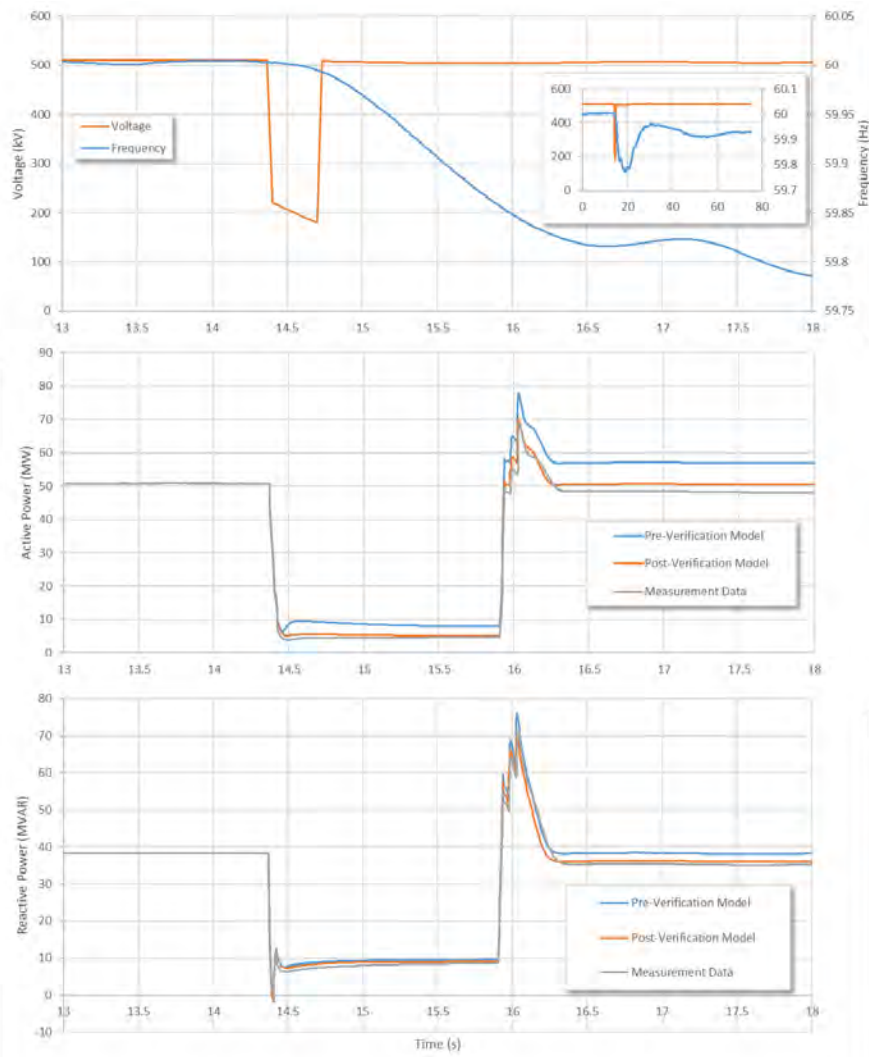 600
500
400
300
200
100
0
Voltage (kV)
Voltage
Frequency
60.05
60
59.95
59.9
59.85
59.8
59.75
Frequency (Hz)
600
400
200
0
60.1
60
59.9
59.8
59.7
0 20 40 60 80
13 13.5 14 14.5 15 15.5 16 16.5 17 17.5 18
90
80
70
60
50
40
30
20
10
0
Active Power (MW)
Pre-Verification Model
Post-Verification Model
Measurement Data
13 13.5 14 14.5 15 15.5 16 16.5 17 17.5 18
80
70
60
50
40
30
20
10
0
-10
Reactive Power (MVAR)
Pre-Verification Model
Post-Verification Model
Measurement Data
13 13.5 14 14.5 15 15.5 16 16.5 17 17.5 18
Time (s)